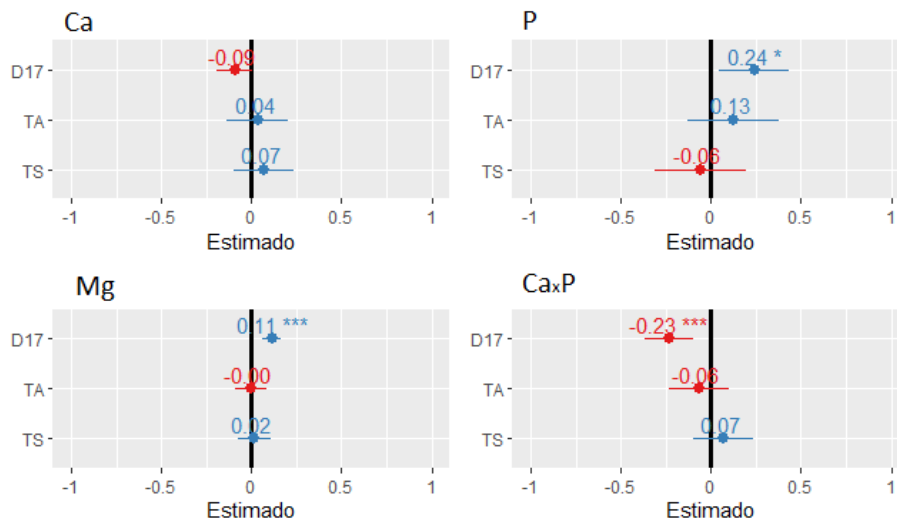 Ca
D17
-0.09
TA
0.04
TS
0.07
-1 -0.5 0 0.5 1
Estimado
P
D17
0.24 *
TA
0.13
TS
-0.06
-1 -0.5 0 0.5 1
Estimado
Mg
D17
0.11 ***
TA
-0.00
TS
0.02
-1 -0.5 0 0.5 1
Estimado
CaxP
D17
-0.23 ***
TA
-0.06
TS
0.07
-1 -0.5 0 0.5 1
Estimado